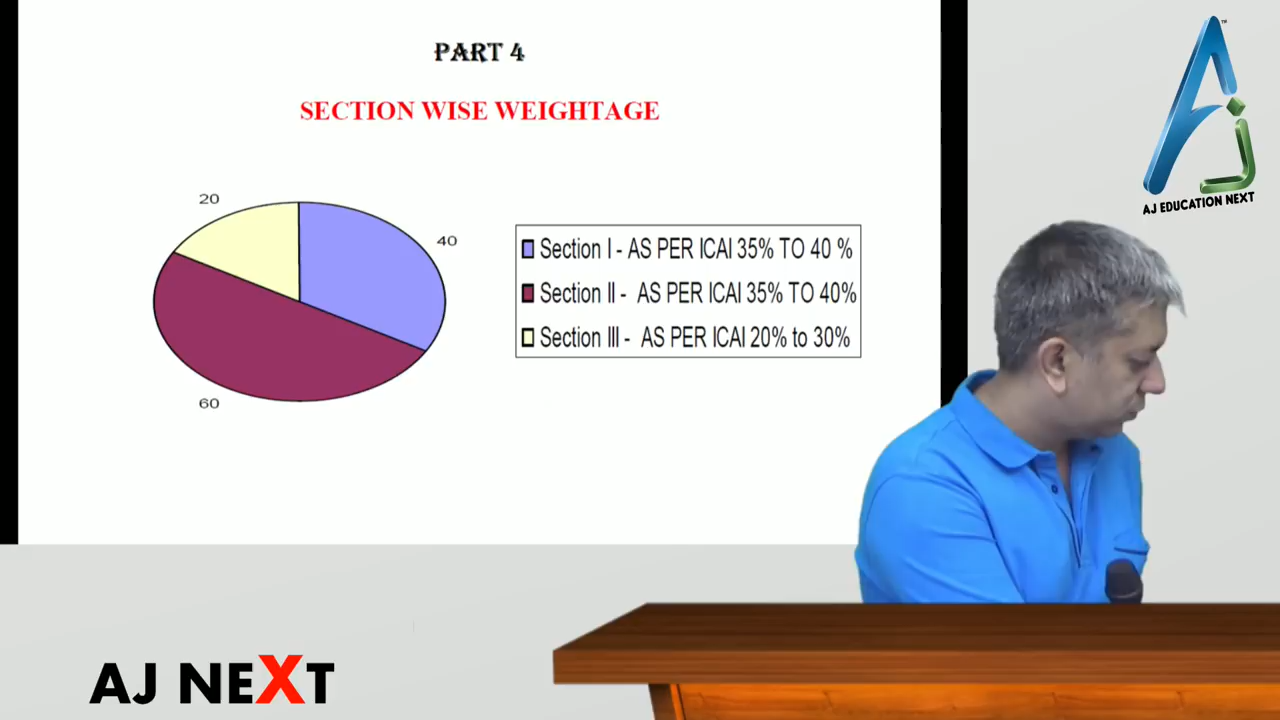 PART 4
SECTION WISE WEIGHTAGE
20
40
60
Section I - AS PER ICAI 35% TO 40 %
Section II - AS PER ICAI 35% TO 40%
Section III - AS PER ICAI 20% to 30%
AJ EDUCATION NEXT
TM
AJ NEXT